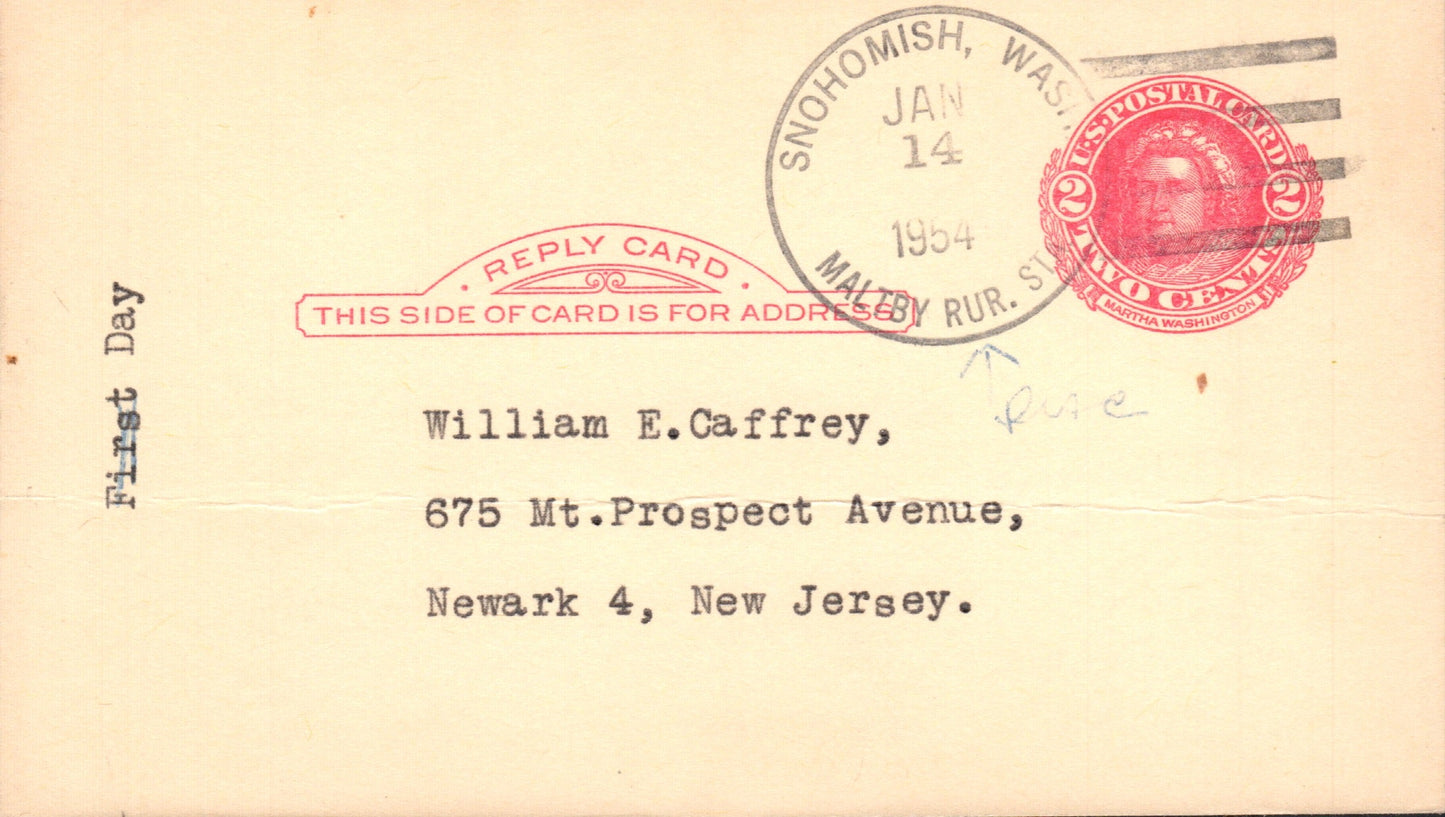 SNOHOMISH, WASH.
JAN
14
1954
MALTBY RUR. STA.
U.S. POSTAL CARD
2 2
TWO CENTS
MARTHA WASHINGTON
· REPLY CARD ·
THIS SIDE OF CARD IS FOR ADDRESS
First Day
William E.Caffrey,
675 Mt.Prospect Avenue,
Newark 4, New Jersey.